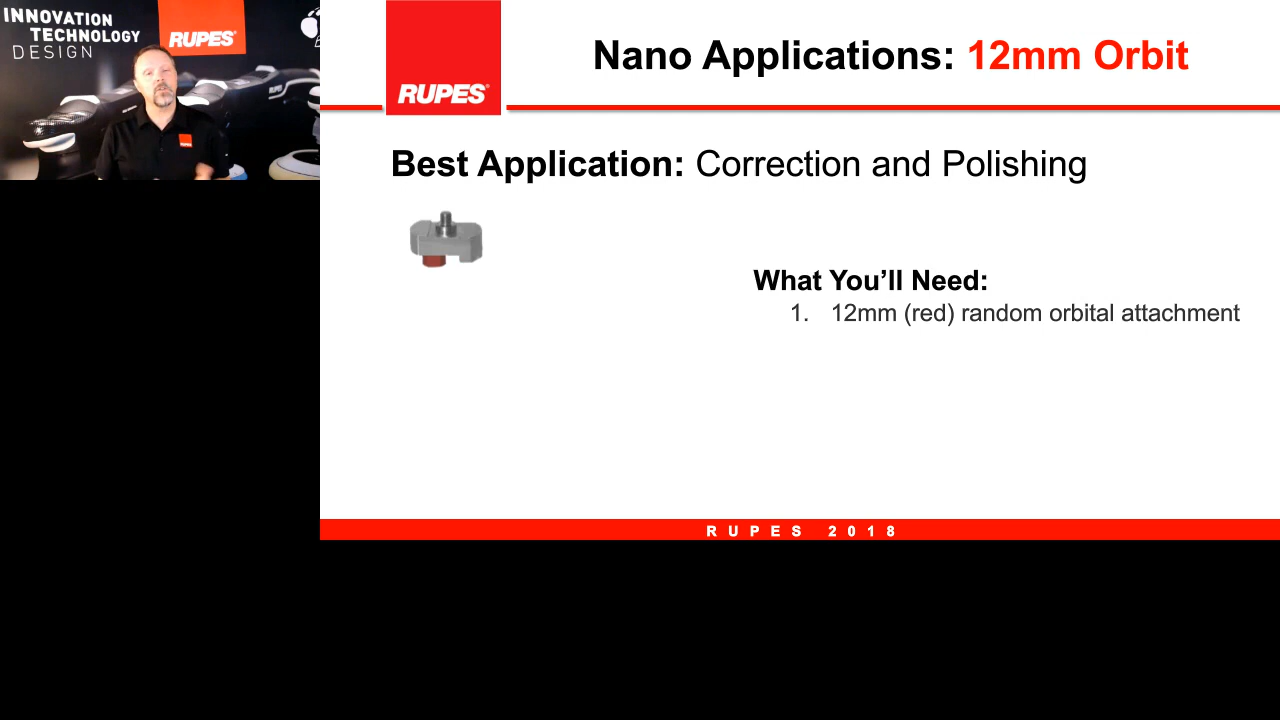 INNOVATION
TECHNOLOGY
DESIGN
RUPES®
RUPES®
Nano Applications: 12mm Orbit
Best Application: Correction and Polishing
What You’ll Need:
1. 12mm (red) random orbital attachment
RUPES 2018